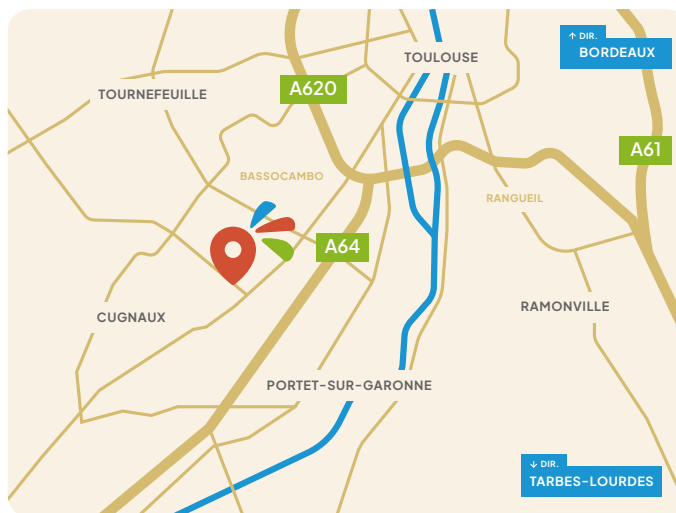 ↑ DIR.
BORDEAUX
TOULOUSE
A620
TOURNEFEUILLE
A61
BASSOCAMBO
RANGUEIL
A64
RAMONVILLE
CUGNAUX
PORTET-SUR-GARONNE
↓ DIR.
TARBES-LOURDES